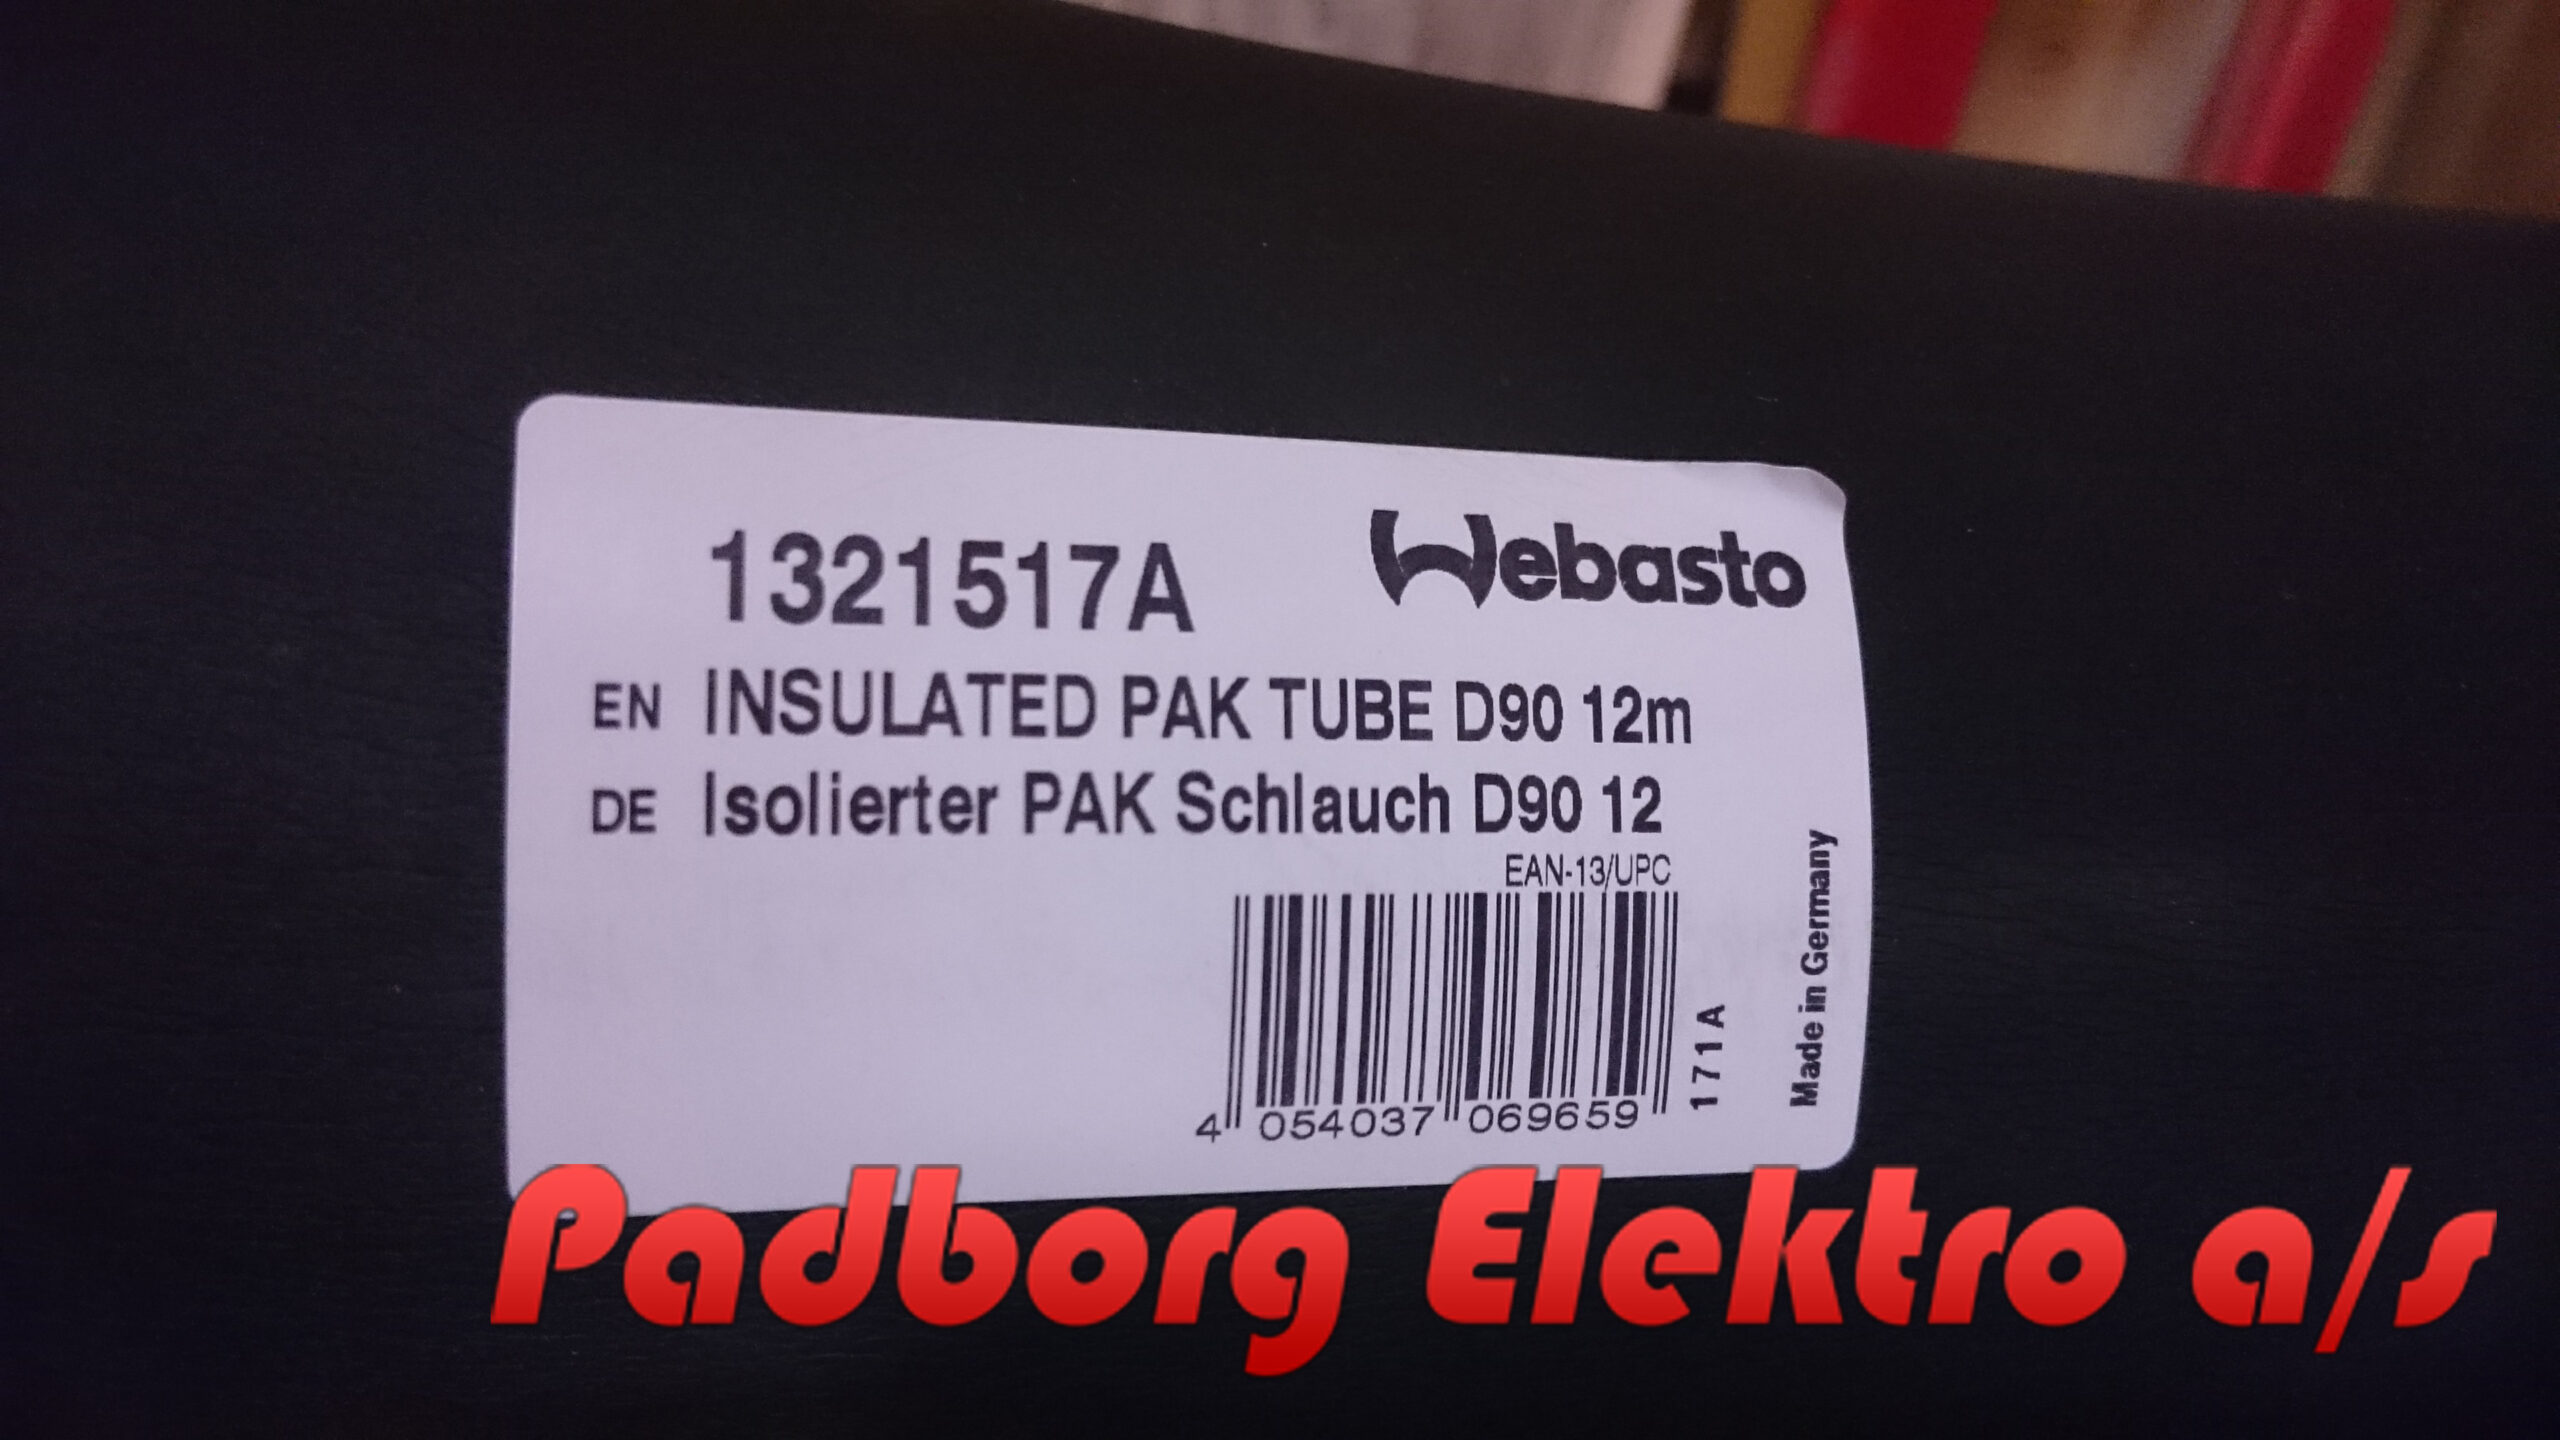 1321517A
Webasto
EN INSULATED PAK TUBE D90 12m
DE Isolierter PAK Schlauch D90 12
EAN-13/UPC
4 054037 069659
171A
Made in Germany
Padborg Elektro a/s